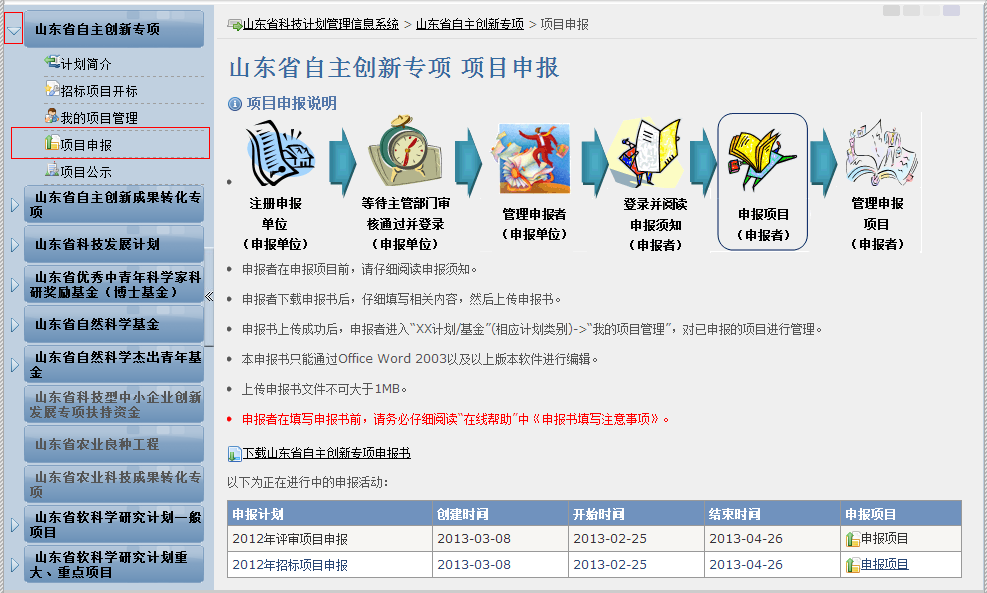 山东省自主创新专项
计划简介
招标项目开标
我的项目管理
项目申报
项目公示
山东省自主创新成果转化专
项
山东省科技发展计划
山东省优秀中青年科学家科
研奖励基金（博士基金）
山东省自然科学基金
山东省自然科学杰出青年基
金
山东省科技型中小企业创新
发展专项扶持资金
山东省农业良种工程
山东省农业科技成果转化专
项
山东省软科学研究计划一般
项目
山东省软科学研究计划重
大、重点项目
山东省科技计划管理信息系统 > 山东省自主创新专项 > 项目申报
山东省自主创新专项 项目申报
项目申报说明
注册申报
单位
（申报单位）
等待主管部门审
核通过并登录
（申报单位）
管理申报者
（申报单位）
登录并阅读
申报须知
（申报者）
申报项目
（申报者）
管理申报
项目
（申报者）
• 申报者在申报项目前，请仔细阅读申报须知。
• 申报者下载申报书后，仔细填写相关内容，然后上传申报书。
• 申报书上传成功后，申报者进入“XX计划/基金”(相应计划类别)->“我的项目管理”，对已申报的项目进行管理。
• 本申报书只能通过Office Word 2003以及以上版本软件进行编辑。
• 上传申报书文件不可大于1MB。
• 申报者在填写申报书前，请务必仔细阅读“在线帮助”中《申报书填写注意事项》。
下载山东省自主创新专项申报书
以下为正在进行中的申报活动：
申报计划 创建时间 开始时间 结束时间 申报项目
2012年评审项目申报 2013-03-08 2013-02-25 2013-04-26 申报项目
2012年招标项目申报 2013-03-08 2013-02-25 2013-04-26 申报项目